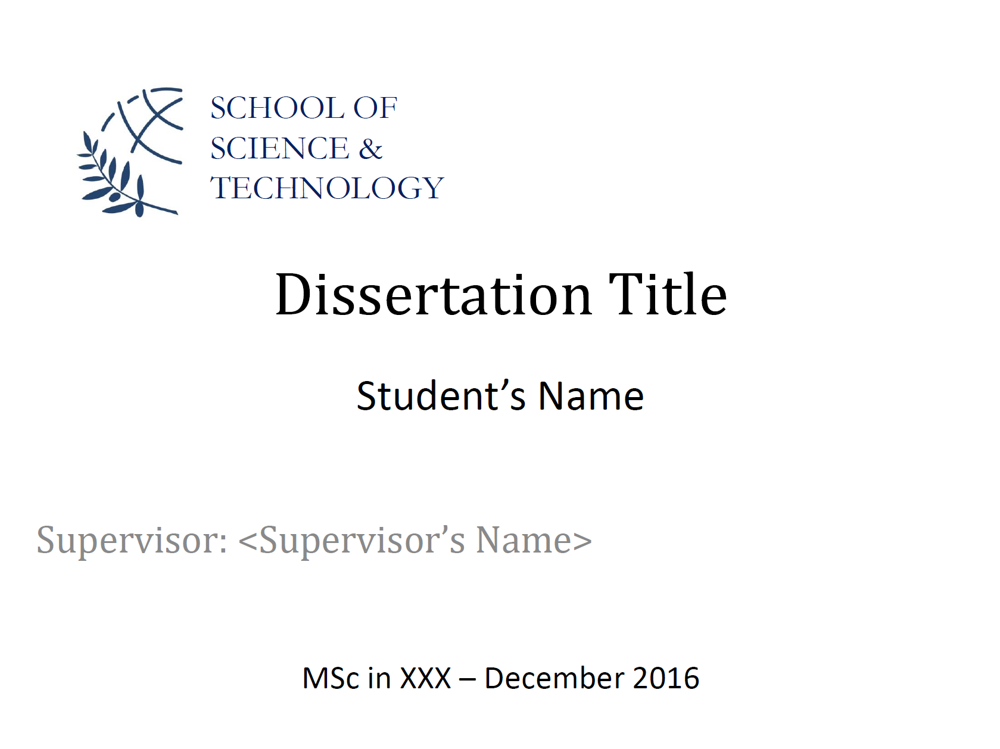 SCHOOL OF
SCIENCE &
TECHNOLOGY
Dissertation Title
Student’s Name
Supervisor: <Supervisor’s Name>
MSc in XXX – December 2016